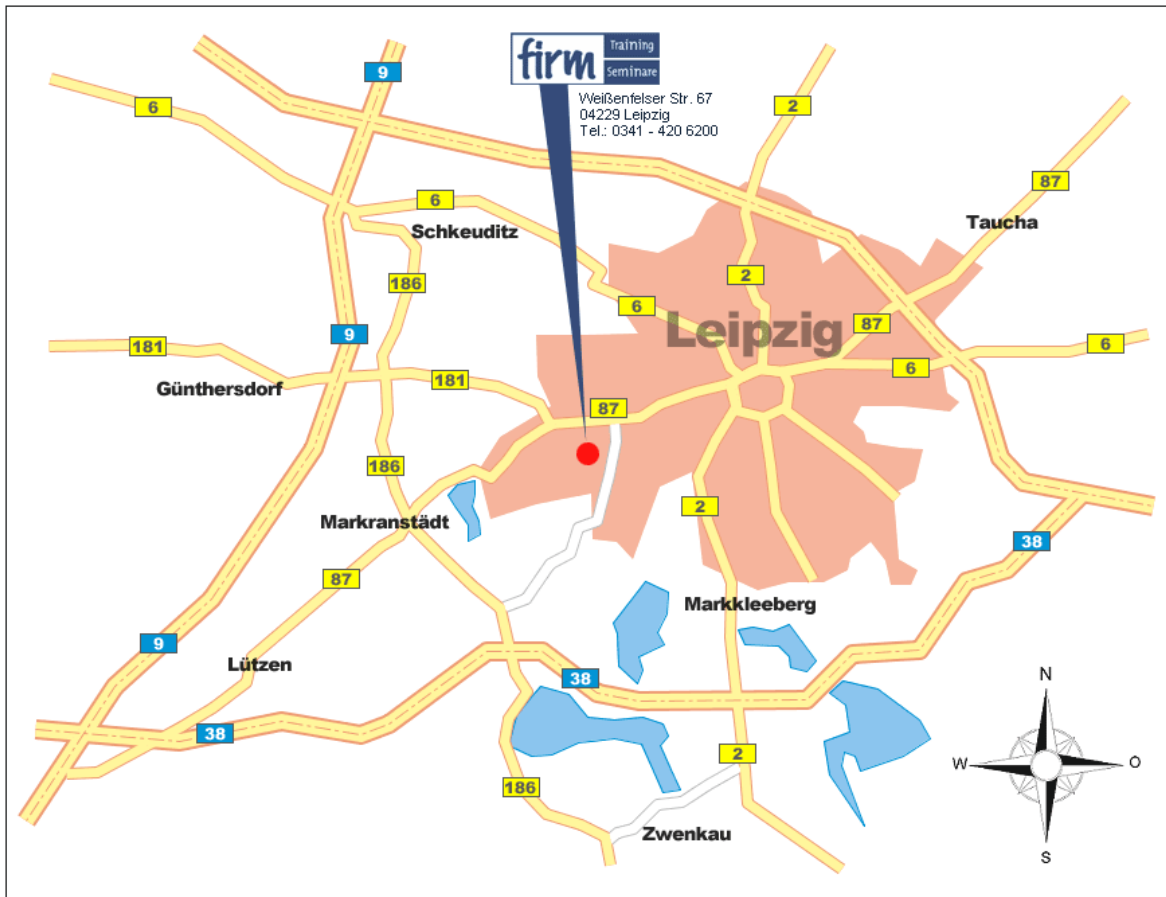 firm
Training
Seminare
Weißenfelser Str. 67
04229 Leipzig
Tel.: 0341 - 420 6200
9
6
2
87
6
Schkeuditz
Taucha
186
2
6
Leipzig
87
9
181
6
6
Günthersdorf
181
87
186
Markranstädt
2
38
87
Markkleeberg
9
Lützen
38
38
2
186
Zwenkau
N
W
O
S